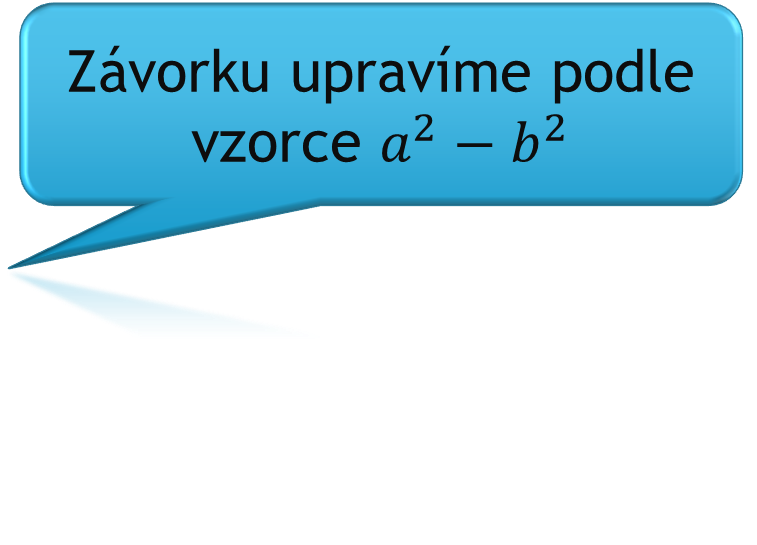 Závorku upravíme podle
vzorce 𝑎² − 𝑏²